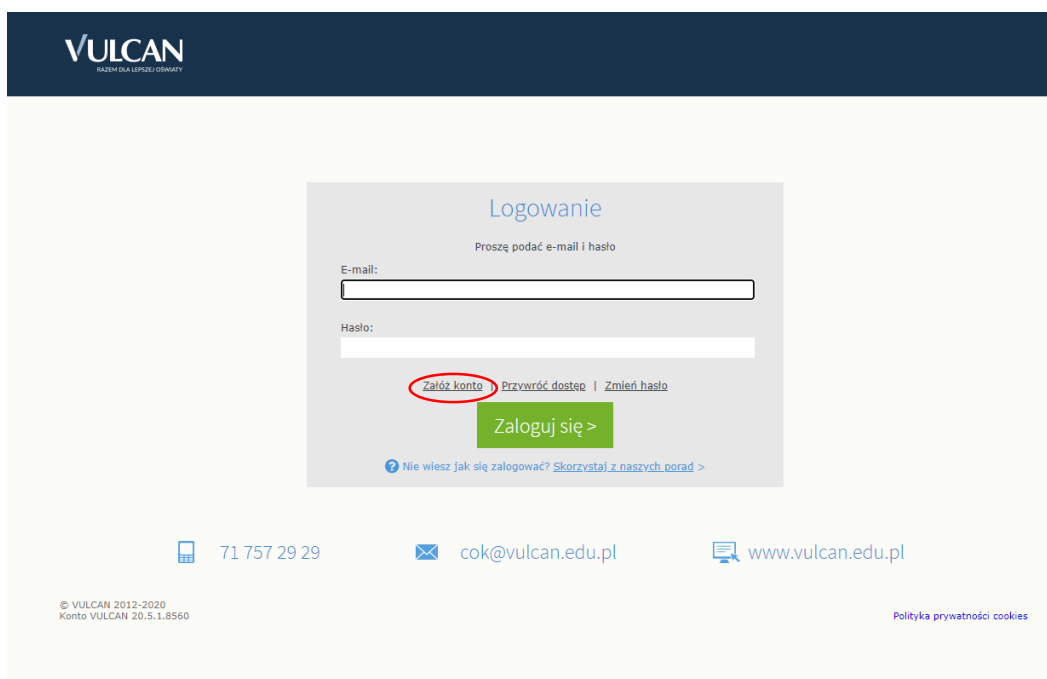 VULCAN
RAZEM DLA LEPSZEJ OŚWIATY
Logowanie
Proszę podać e-mail i hasło
E-mail:
Hasło:
Załóż konto | Przywróć dostęp | Zmień hasło
Zaloguj się >
? Nie wiesz jak się zalogować? Skorzystaj z naszych porad >
71 757 29 29 cok@vulcan.edu.pl www.vulcan.edu.pl
© VULCAN 2012-2020
Konto VULCAN 20.5.1.8560 Polityka prywatności cookies